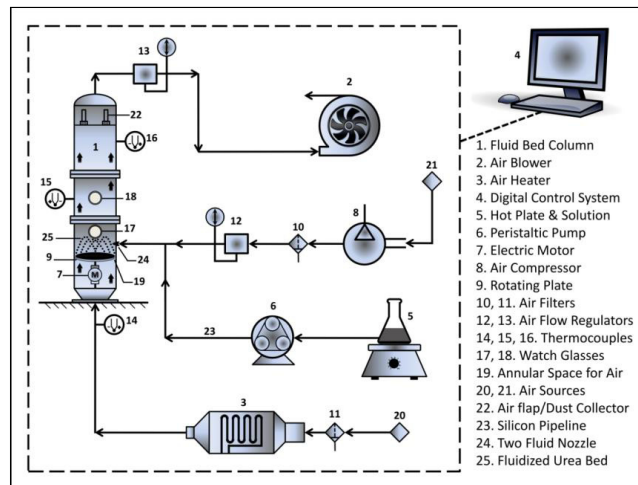 13
2
4
22
16
1
21
15
18
17
8
25
12
10
9
24
M
7
19
6
5
14
23
3
11
20
1. Fluid Bed Column
2. Air Blower
3. Air Heater
4. Digital Control System
5. Hot Plate & Solution
6. Peristaltic Pump
7. Electric Motor
8. Air Compressor
9. Rotating Plate
10, 11. Air Filters
12, 13. Air Flow Regulators
14, 15, 16. Thermocouples
17, 18. Watch Glasses
19. Annular Space for Air
20, 21. Air Sources
22. Air flap/Dust Collector
23. Silicon Pipeline
24. Two Fluid Nozzle
25. Fluidized Urea Bed